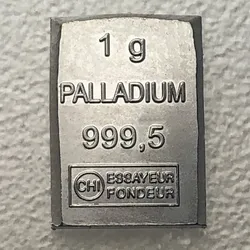 1 g
PALLADIUM
999,5
CHI ESSAYEUR
FONDEUR